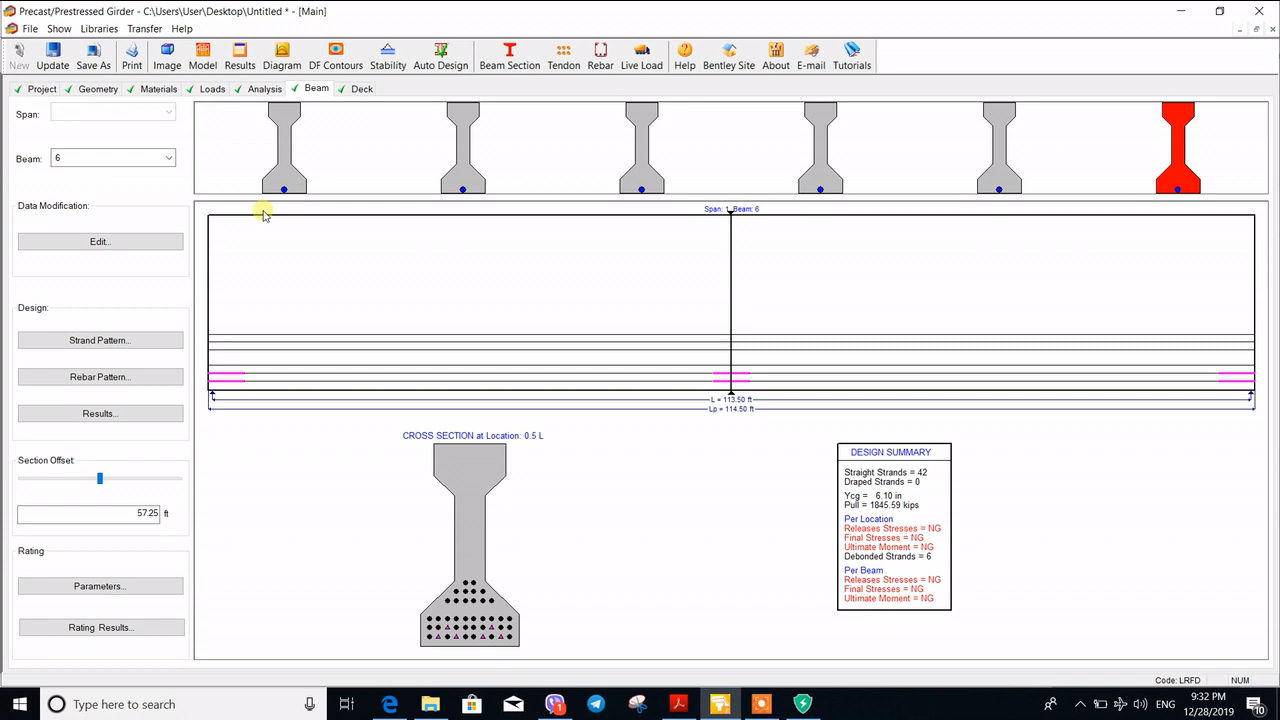 Precast/Prestressed Girder - C:\Users\User\Desktop\Untitled * - [Main]
File Show Libraries Transfer Help
New Update Save As Print Image Model Results Diagram DF Contours Stability Auto Design Beam Section Tendon Rebar Live Load Help Bentley Site About E-mail Tutorials
Project Geometry Materials Loads Analysis Beam Deck
Span:
Beam: 6
Data Modification:
Edit...
Design:
Strand Pattern...
Rebar Pattern...
Results...
Section Offset:
57.25 ft
Rating
Parameters...
Rating Results...
Span: 1, Beam: 6
L = 113.50 ft
Lp = 114.50 ft
CROSS SECTION at Location: 0.5 L
DESIGN SUMMARY
Straight Strands = 42
Draped Strands = 0
Ycg = 6.10 in
Pull = 1845.59 kips
Per Location
Releases Stresses = NG
Final Stresses = NG
Ultimate Moment = NG
Debonded Strands = 6
Per Beam
Releases Stresses = NG
Final Stresses = NG
Ultimate Moment = NG
Code: LRFD NUM
Type here to search
ENG
9:32 PM
12/28/2019
10